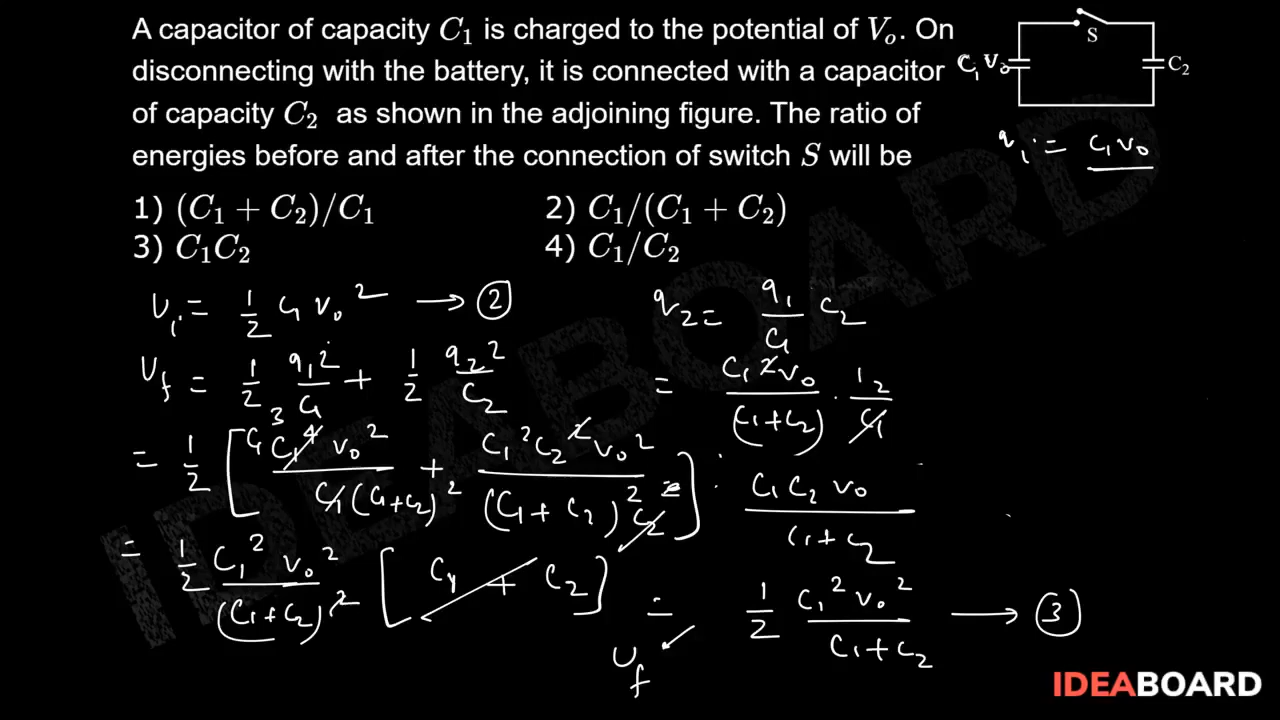 A capacitor of capacity C₁ is charged to the potential of Vₒ. On
disconnecting with the battery, it is connected with a capacitor
of capacity C₂ as shown in the adjoining figure. The ratio of
energies before and after the connection of switch S will be
S
C₁ V₀
C₂
q₁ = C₁V₀
1) (C₁ + C₂)/C₁
2) C₁/(C₁ + C₂)
3) C₁C₂
4) C₁/C₂
Uᵢ = 1/2 C₁ V₀² → ②
U_f = 1/2 q₁²/C₁ + 1/2 q₂²/C₂
= 1/2 [ C₁³ V₀²/(C₁+C₂)² + C₁² C₂² V₀²/(C₁+C₂)² C₂ ]
= 1/2 C₁² V₀²/(C₁+C₂)² [ C₁ + C₂ ]
q₂ = q₁/C₁ C₂
= C₁² V₀/(C₁+C₂) · C₂/C₁
: C₁ C₂ V₀/C₁+C₂
U_f = 1/2 C₁² V₀²/C₁+C₂ → ③
IDEABOARD
IDEABOARD